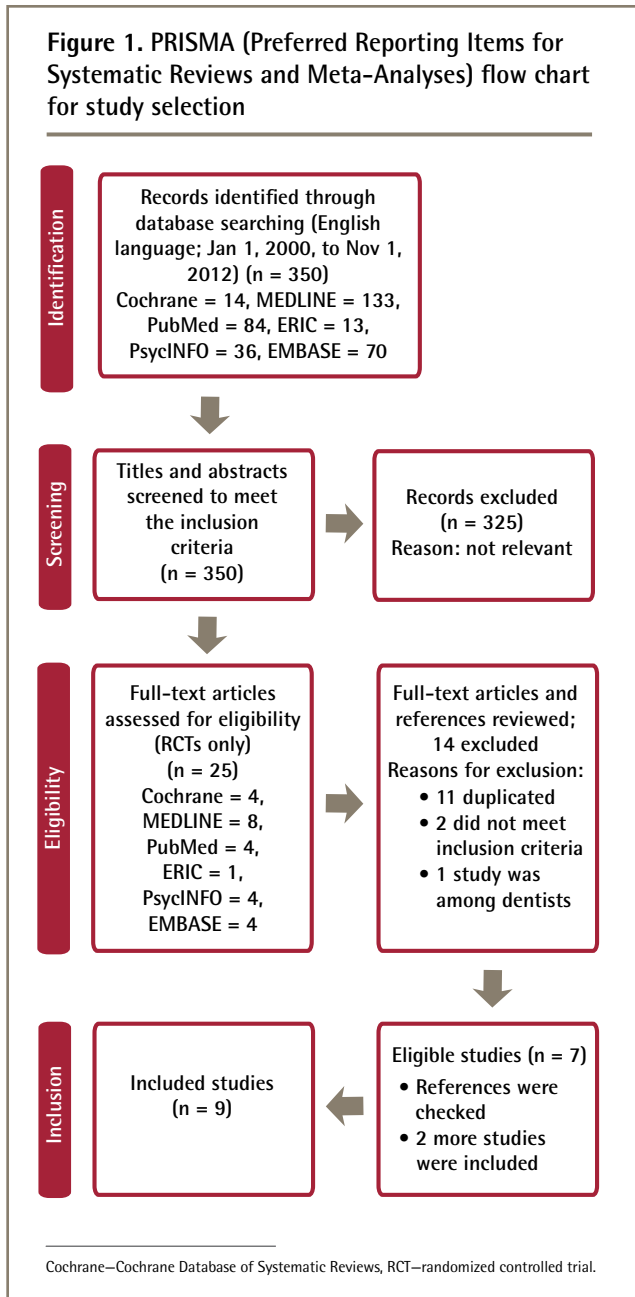 Figure 1. PRISMA (Preferred Reporting Items for
Systematic Reviews and Meta-Analyses) flow chart
for study selection
Identification
Records identified through
database searching (English
language; Jan 1, 2000, to Nov 1,
2012) (n = 350)
Cochrane = 14, MEDLINE = 133,
PubMed = 84, ERIC = 13,
PsycINFO = 36, EMBASE = 70
Screening
Titles and abstracts
screened to meet
the inclusion
criteria
(n = 350)
Records excluded
(n = 325)
Reason: not relevant
Eligibility
Full-text articles
assessed for eligibility
(RCTs only)
(n = 25)
Cochrane = 4,
MEDLINE = 8,
PubMed = 4,
ERIC = 1,
PsycINFO = 4,
EMBASE = 4
Full-text articles and
references reviewed;
14 excluded
Reasons for exclusion:
• 11 duplicated
• 2 did not meet
inclusion criteria
• 1 study was
among dentists
Inclusion
Included studies
(n = 9)
Eligible studies (n = 7)
• References were
checked
• 2 more studies
were included
Cochrane—Cochrane Database of Systematic Reviews, RCT—randomized controlled trial.